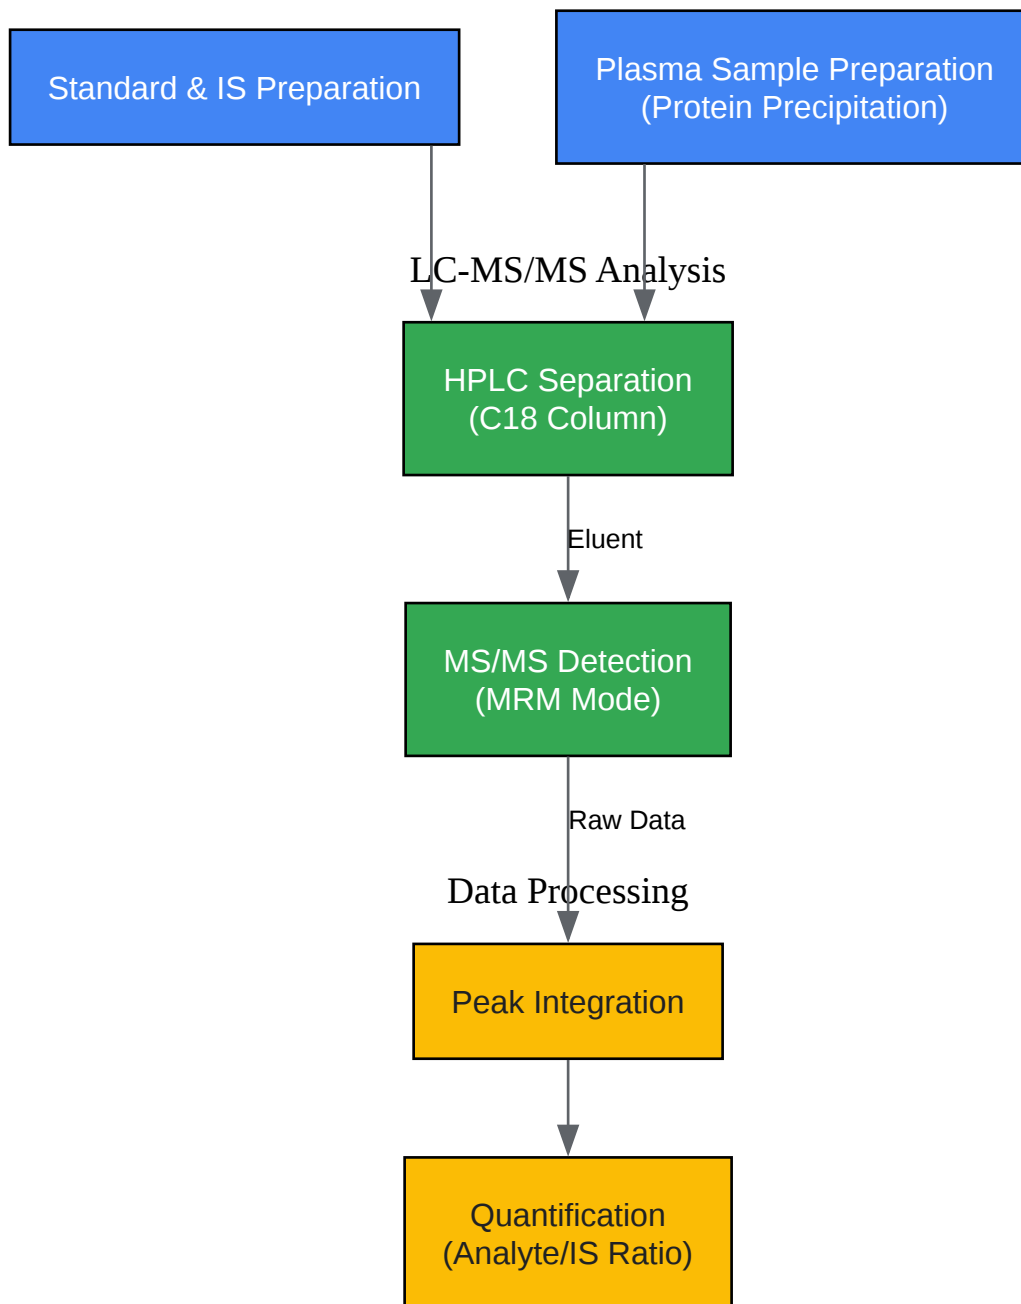 Standard & IS Preparation
Plasma Sample Preparation
(Protein Precipitation)
LC-MS/MS Analysis
HPLC Separation
(C18 Column)
Eluent
MS/MS Detection
(MRM Mode)
Raw Data
Data Processing
Peak Integration
Quantification
(Analyte/IS Ratio)